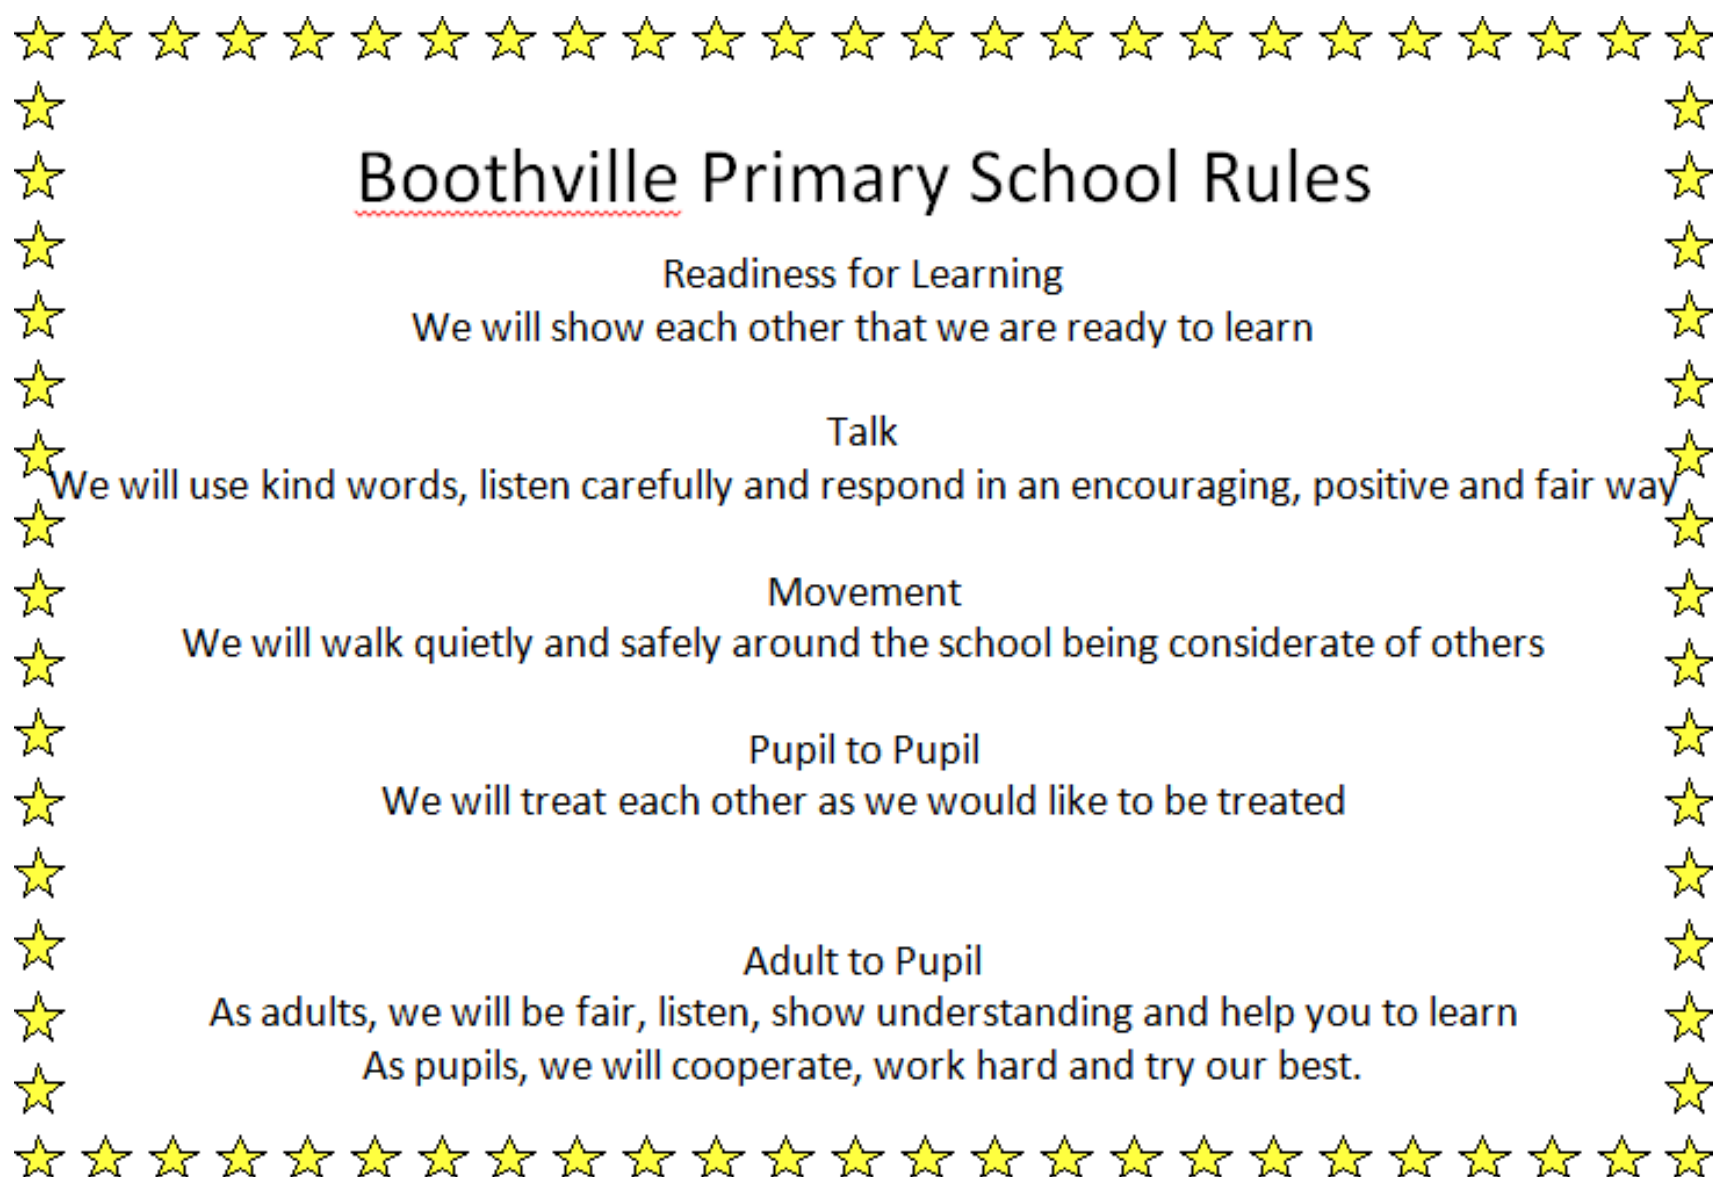 Boothville Primary School Rules
Readiness for Learning
We will show each other that we are ready to learn
Talk
We will use kind words, listen carefully and respond in an encouraging, positive and fair way
Movement
We will walk quietly and safely around the school being considerate of others
Pupil to Pupil
We will treat each other as we would like to be treated
Adult to Pupil
As adults, we will be fair, listen, show understanding and help you to learn
As pupils, we will cooperate, work hard and try our best.